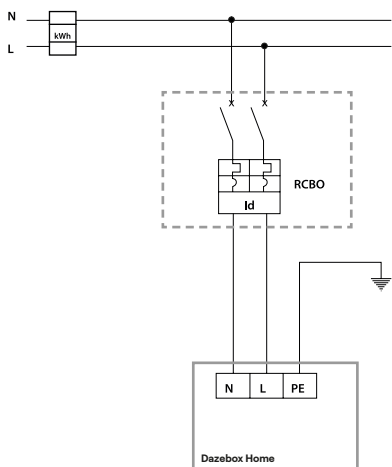 N
kWh
L
RCBO
Id
N L PE
Dazebox Home